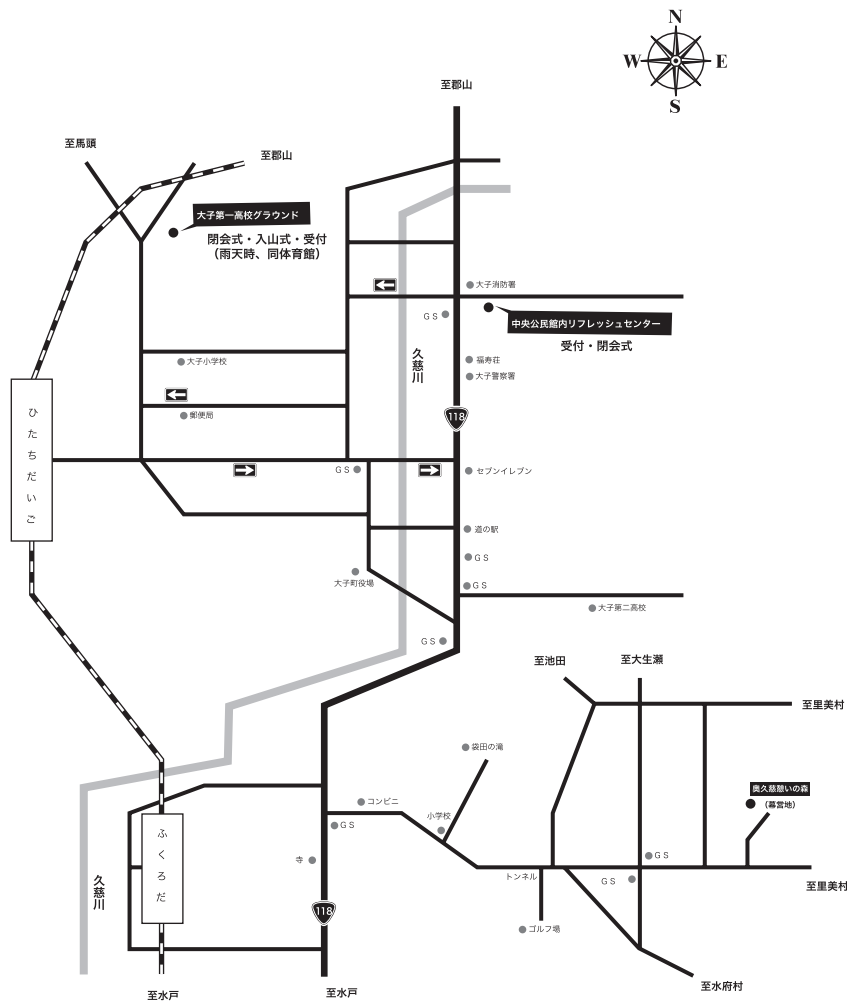 N
W
E
S
至郡山
至馬頭
至郡山
大子第一高校グラウンド
閉会式・入山式・受付
（雨天時、同体育館）
大子消防署
GS
中央公民館内リフレッシュセンター
受付・閉会式
久慈川
福寿荘
大子警察署
大子小学校
郵便局
118
ひたちだいご
GS
セブンイレブン
道の駅
GS
大子町役場
GS
大子第二高校
GS
至池田
至大生瀬
至里美村
袋田の滝
奥久慈憩いの森
（幕営地）
コンビニ
小学校
GS
ふくろだ
寺
GS
トンネル
GS
至里美村
久慈川
118
ゴルフ場
至水戸
至水戸
至水府村